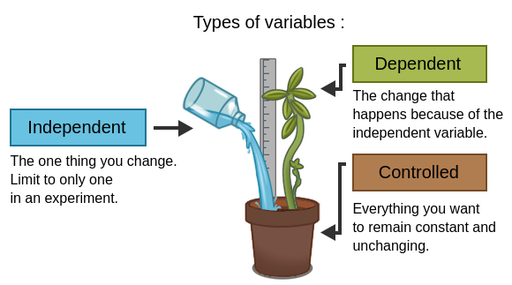 Types of variables :
Dependent
The change that
happens because of the
independent variable.
Independent
The one thing you change.
Limit to only one
in an experiment.
Controlled
Everything you want
to remain constant and
unchanging.